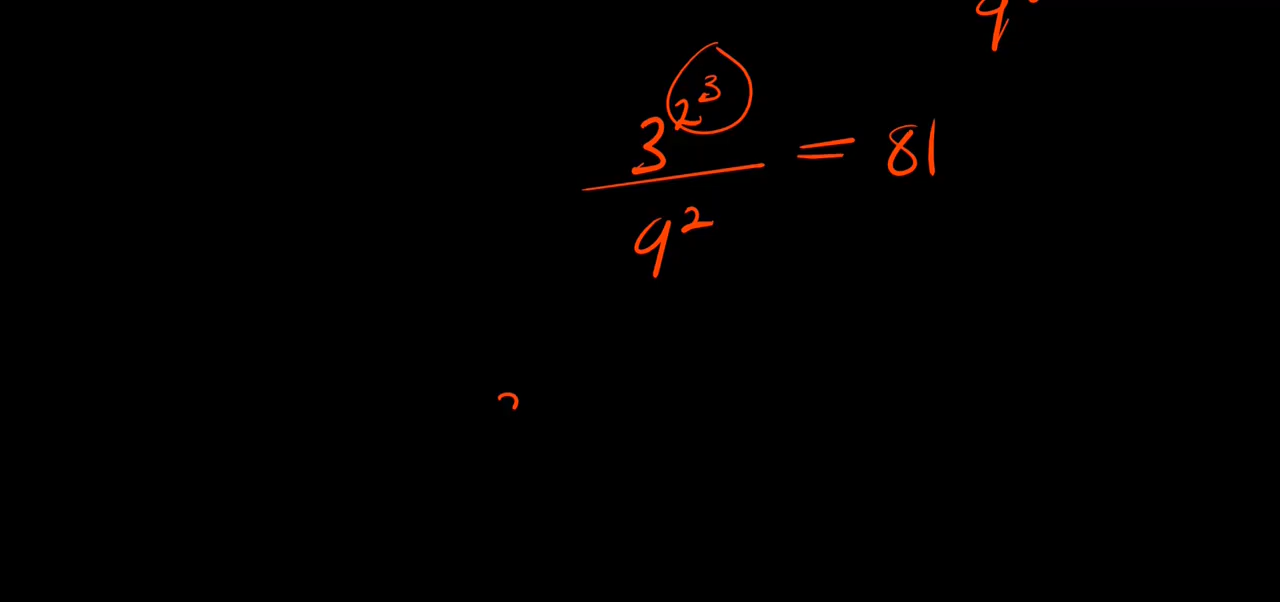 3^{2^3} / 9^2 = 81